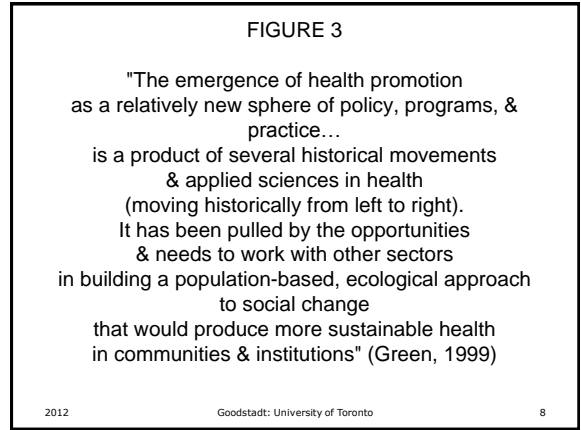 FIGURE 3
"The emergence of health promotion
as a relatively new sphere of policy, programs, &
practice…
is a product of several historical movements
& applied sciences in health
(moving historically from left to right).
It has been pulled by the opportunities
& needs to work with other sectors
in building a population-based, ecological approach
to social change
that would produce more sustainable health
in communities & institutions" (Green, 1999)
2012 Goodstadt: University of Toronto 8